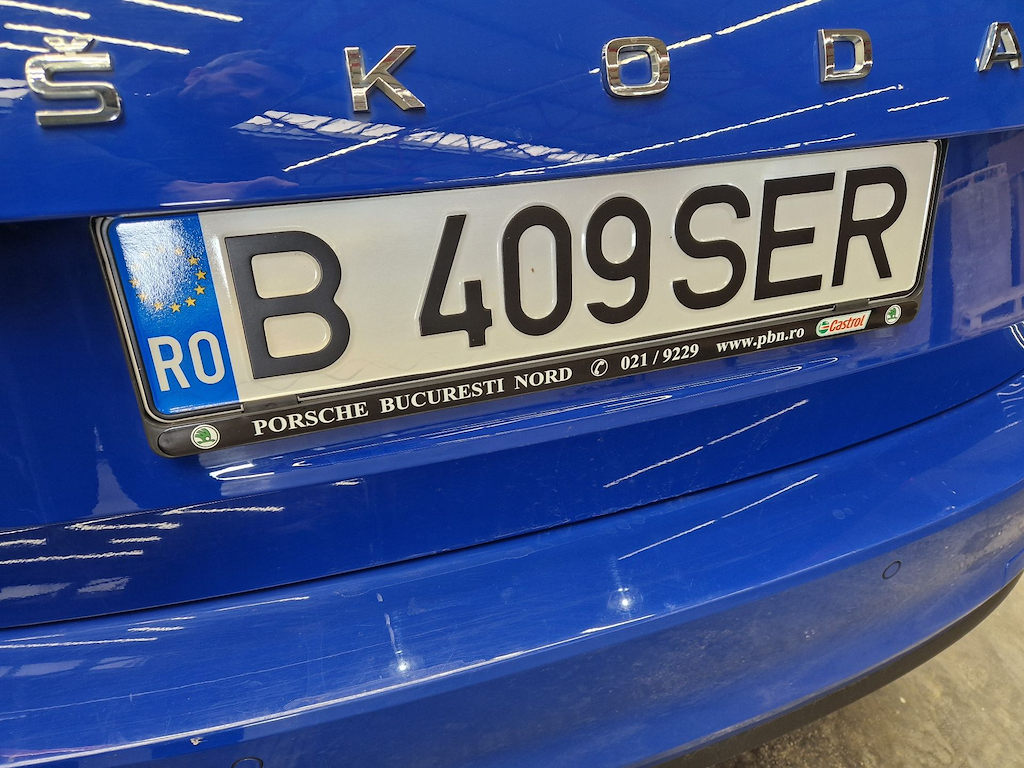 ŠKODA
RO B 409 SER
PORSCHE BUCURESTI NORD ✆ 021 / 9229 www.pbn.ro Castrol